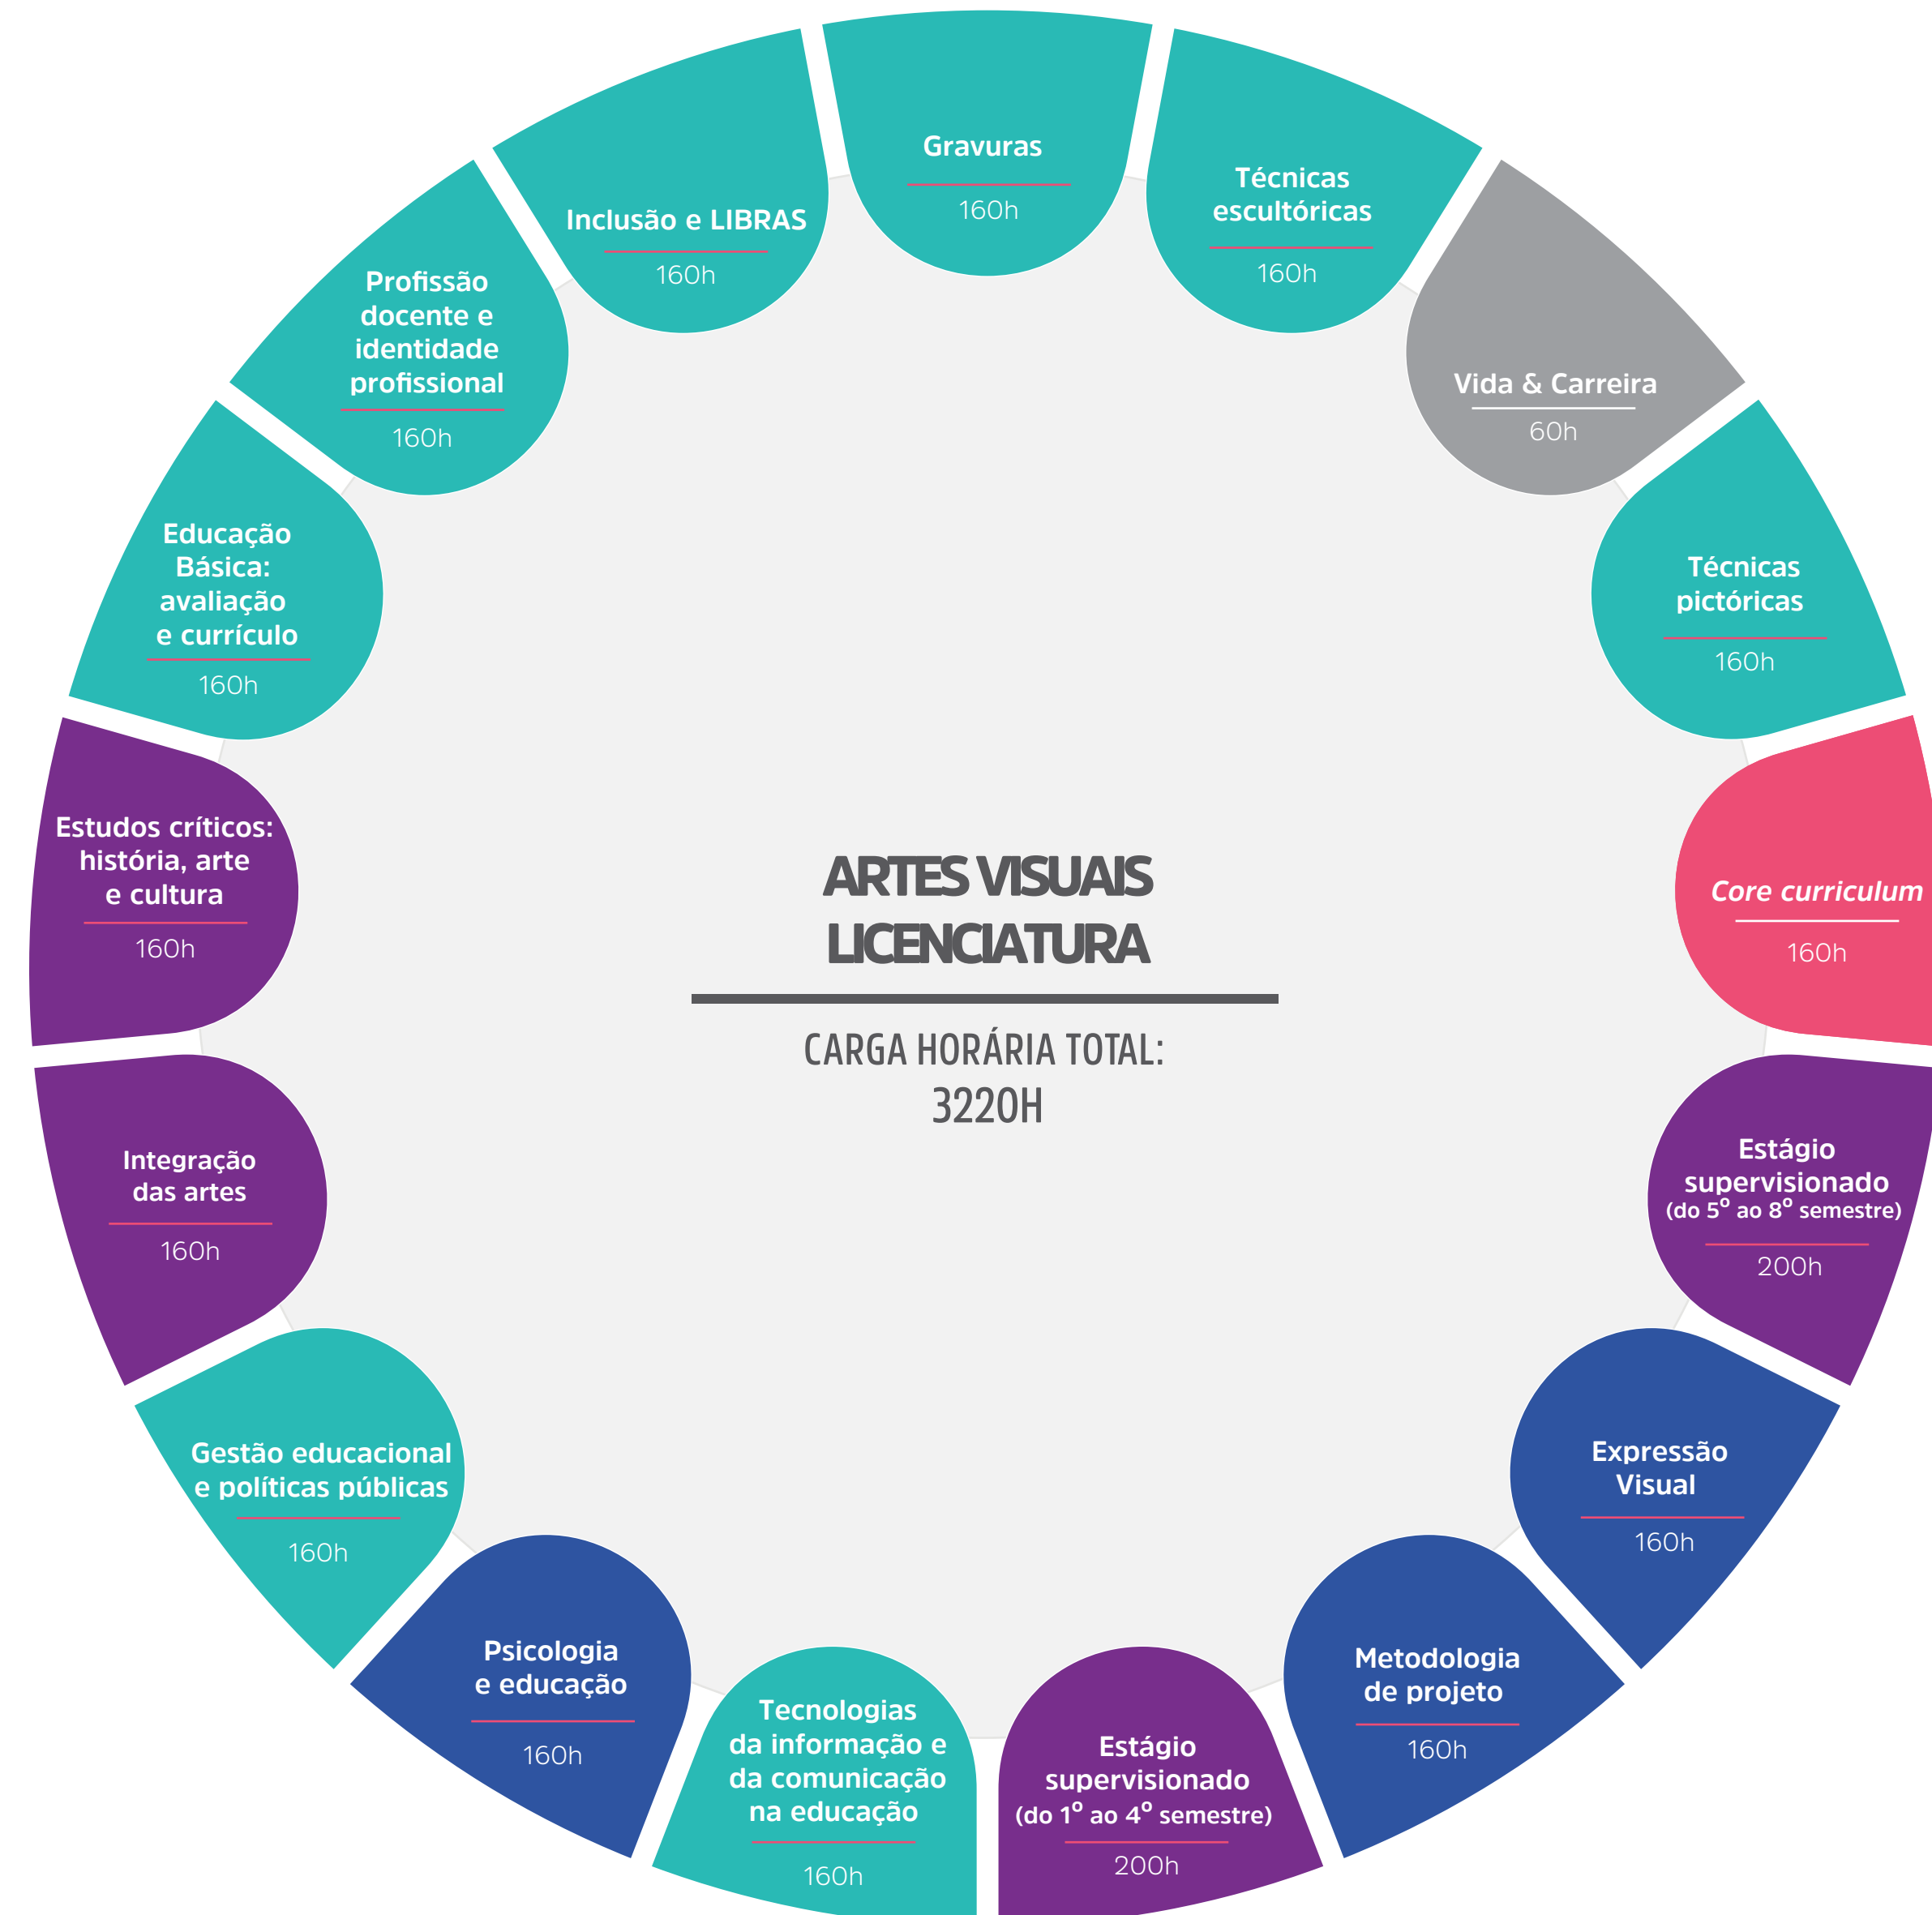 Gravuras
160h
Técnicas
escultóricas
160h
Vida & Carreira
60h
Técnicas
pictóricas
160h
Core curriculum
160h
Estágio
supervisionado
(do 5º ao 8º semestre)
200h
Expressão
Visual
160h
Metodologia
de projeto
160h
Estágio
supervisionado
(do 1º ao 4º semestre)
200h
Tecnologias
da informação e
da comunicação
na educação
160h
Psicologia
e educação
160h
Gestão educacional
e políticas públicas
160h
Integração
das artes
160h
Estudos críticos:
história, arte
e cultura
160h
Educação
Básica:
avaliação
e currículo
160h
Profissão
docente e
identidade
profissional
160h
Inclusão e LIBRAS
160h
ARTES VISUAIS
LICENCIATURA
CARGA HORÁRIA TOTAL:
3220H